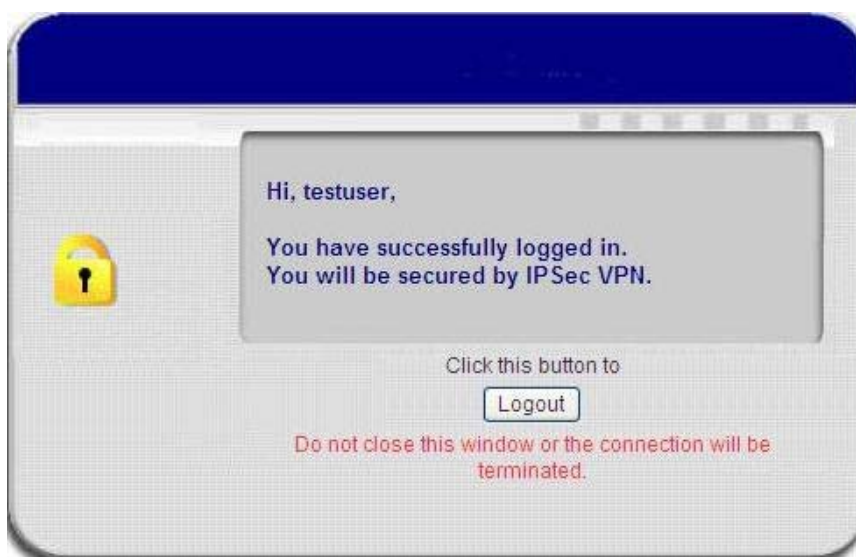 Hi, testuser,
You have successfully logged in.
You will be secured by IPSec VPN.
Click this button to
Logout
Do not close this window or the connection will be
terminated.